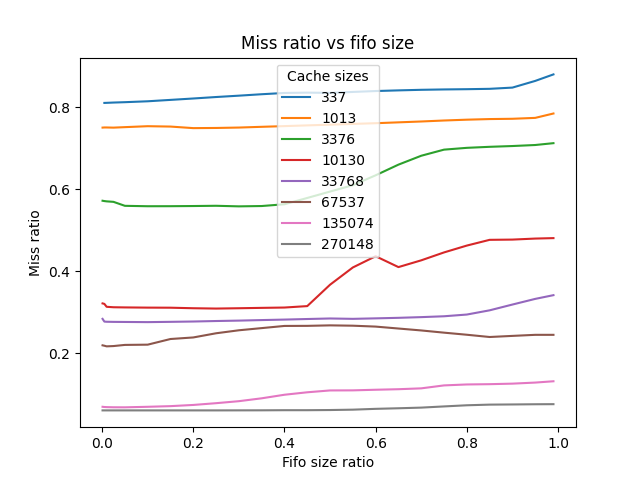 Miss ratio vs fifo size
Cache sizes
337
1013
3376
10130
33768
67537
135074
270148
Miss ratio
0.8
0.6
0.4
0.2
0.0 0.2 0.4 0.6 0.8 1.0
Fifo size ratio